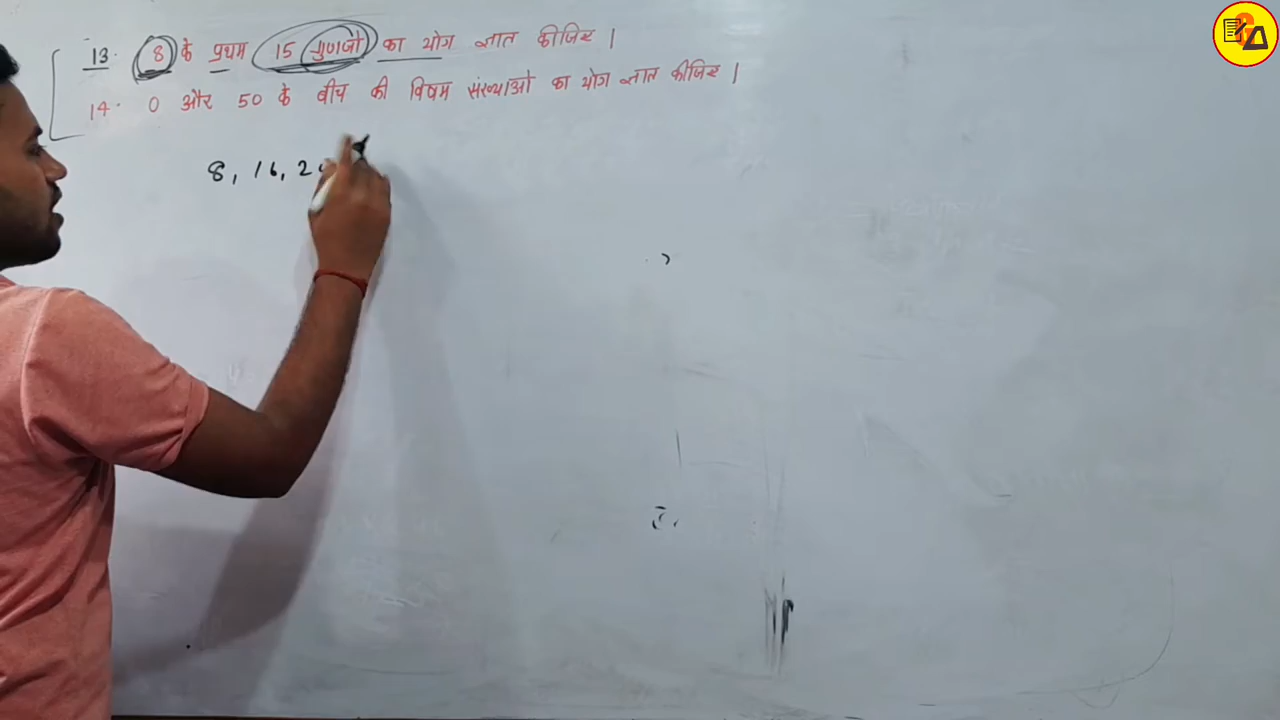 13. 8 के प्रथम 15 गुणजो का योग ज्ञात कीजिए |
14. 0 और 50 के बीच की विषम संख्याओ का योग ज्ञात कीजिए |
8, 16,